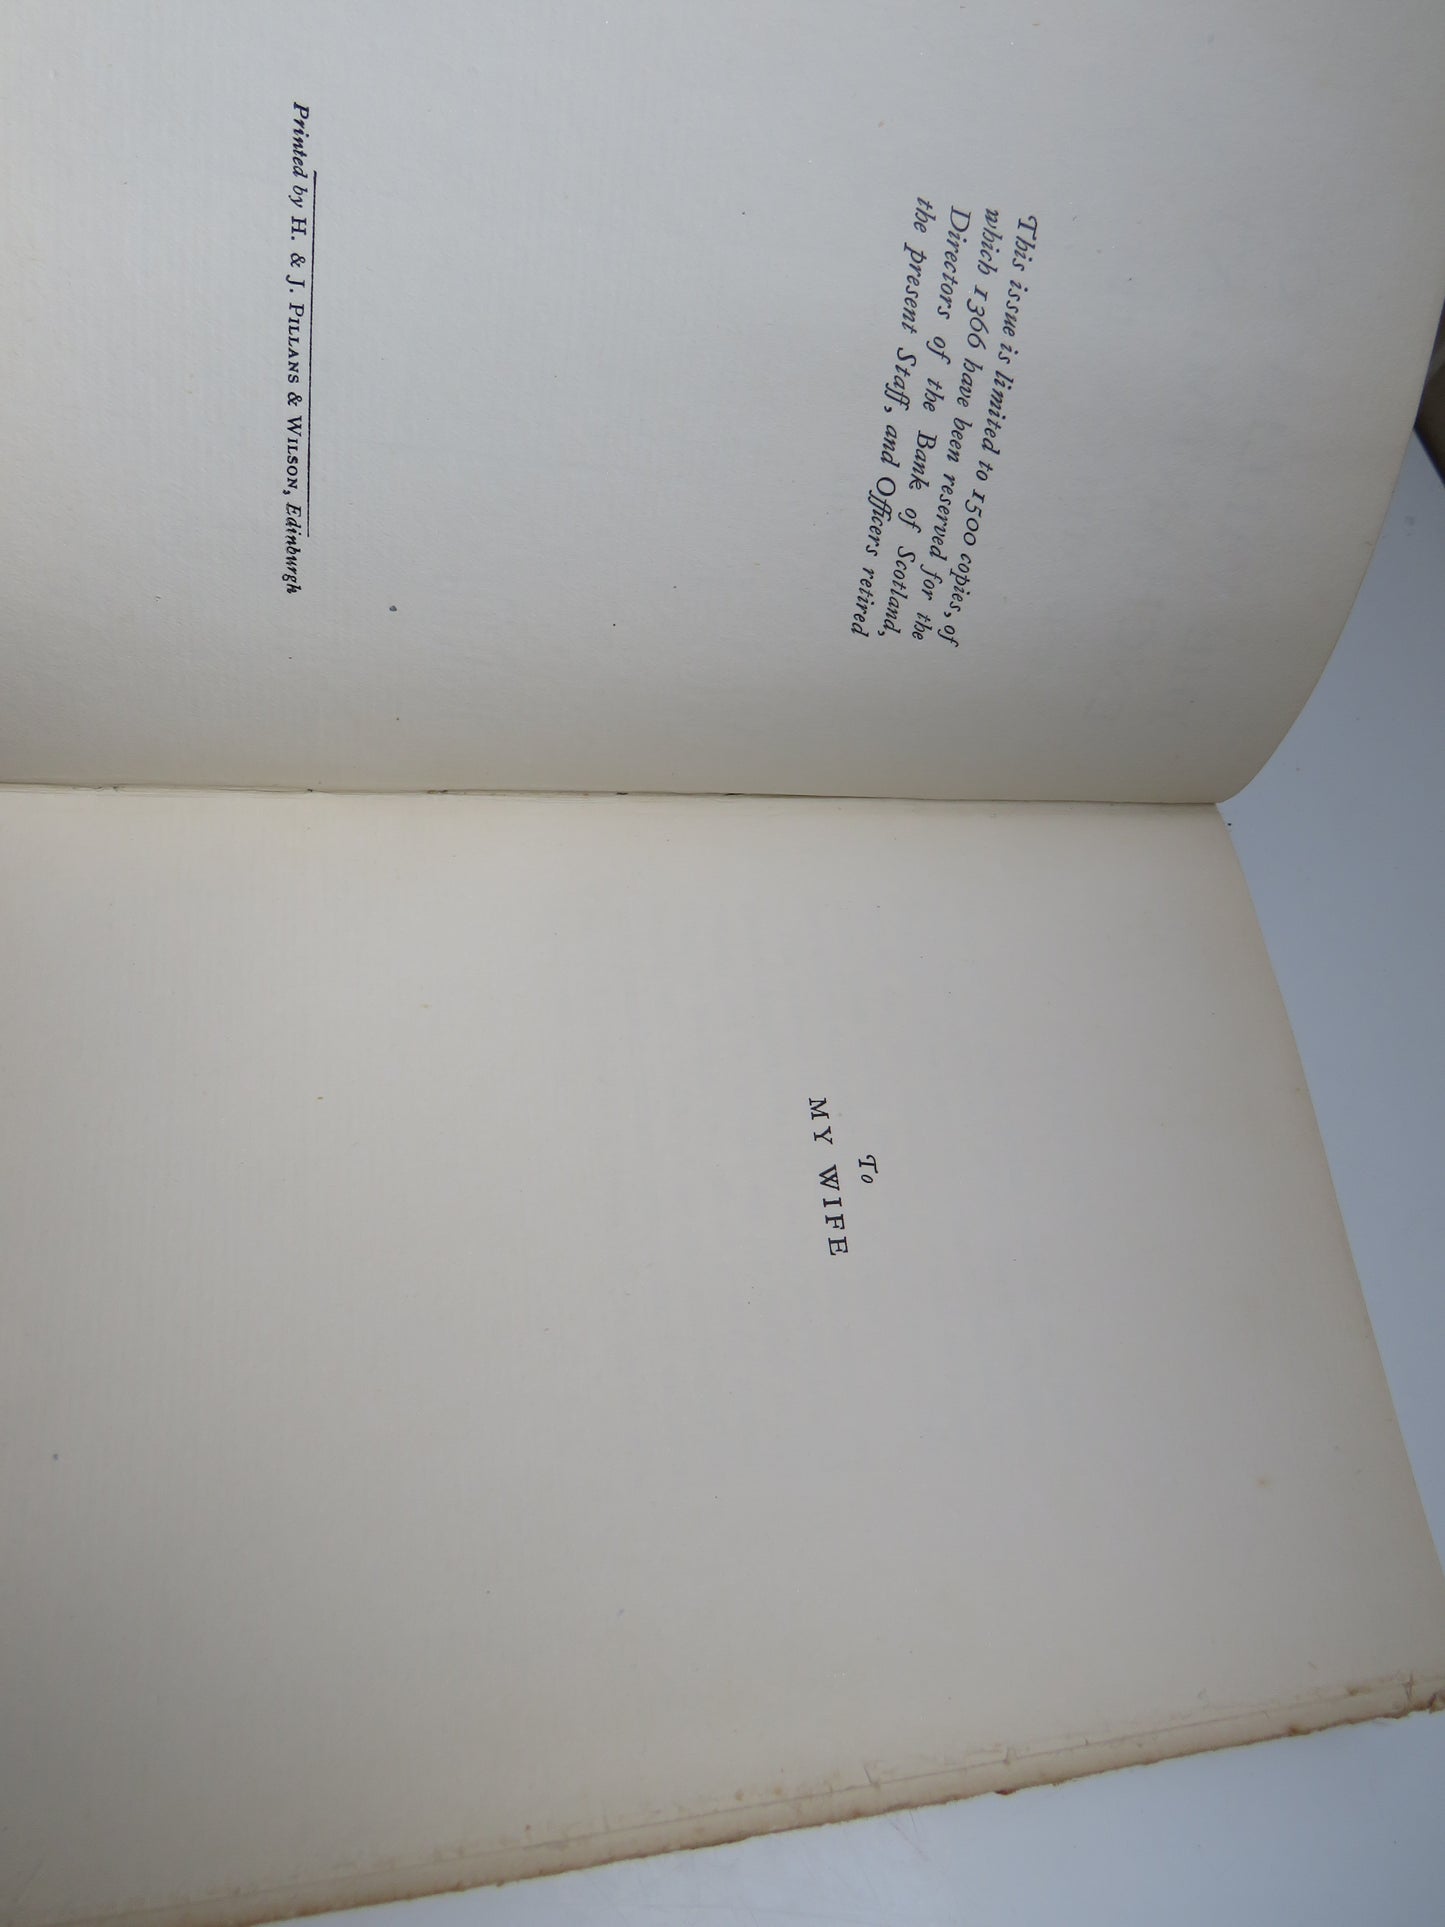 This issue is limited to 1500 copies, of
which 1366 have been reserved for the
Directors of the Bank of Scotland,
the present Staff, and Officers retired
Printed by H. & J. PILLANS & WILSON, Edinburgh
To
MY WIFE